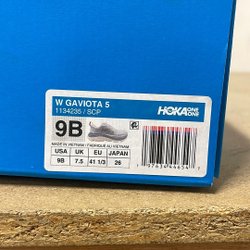 W GAVIOTA 5
1134235 / SCP
HOKA ONE ONE
9B
MADE IN VIETNAM / FABRIQUÉ AU VIETNAM
USA UK EU JAPAN
9B 7.5 41 1/3 26